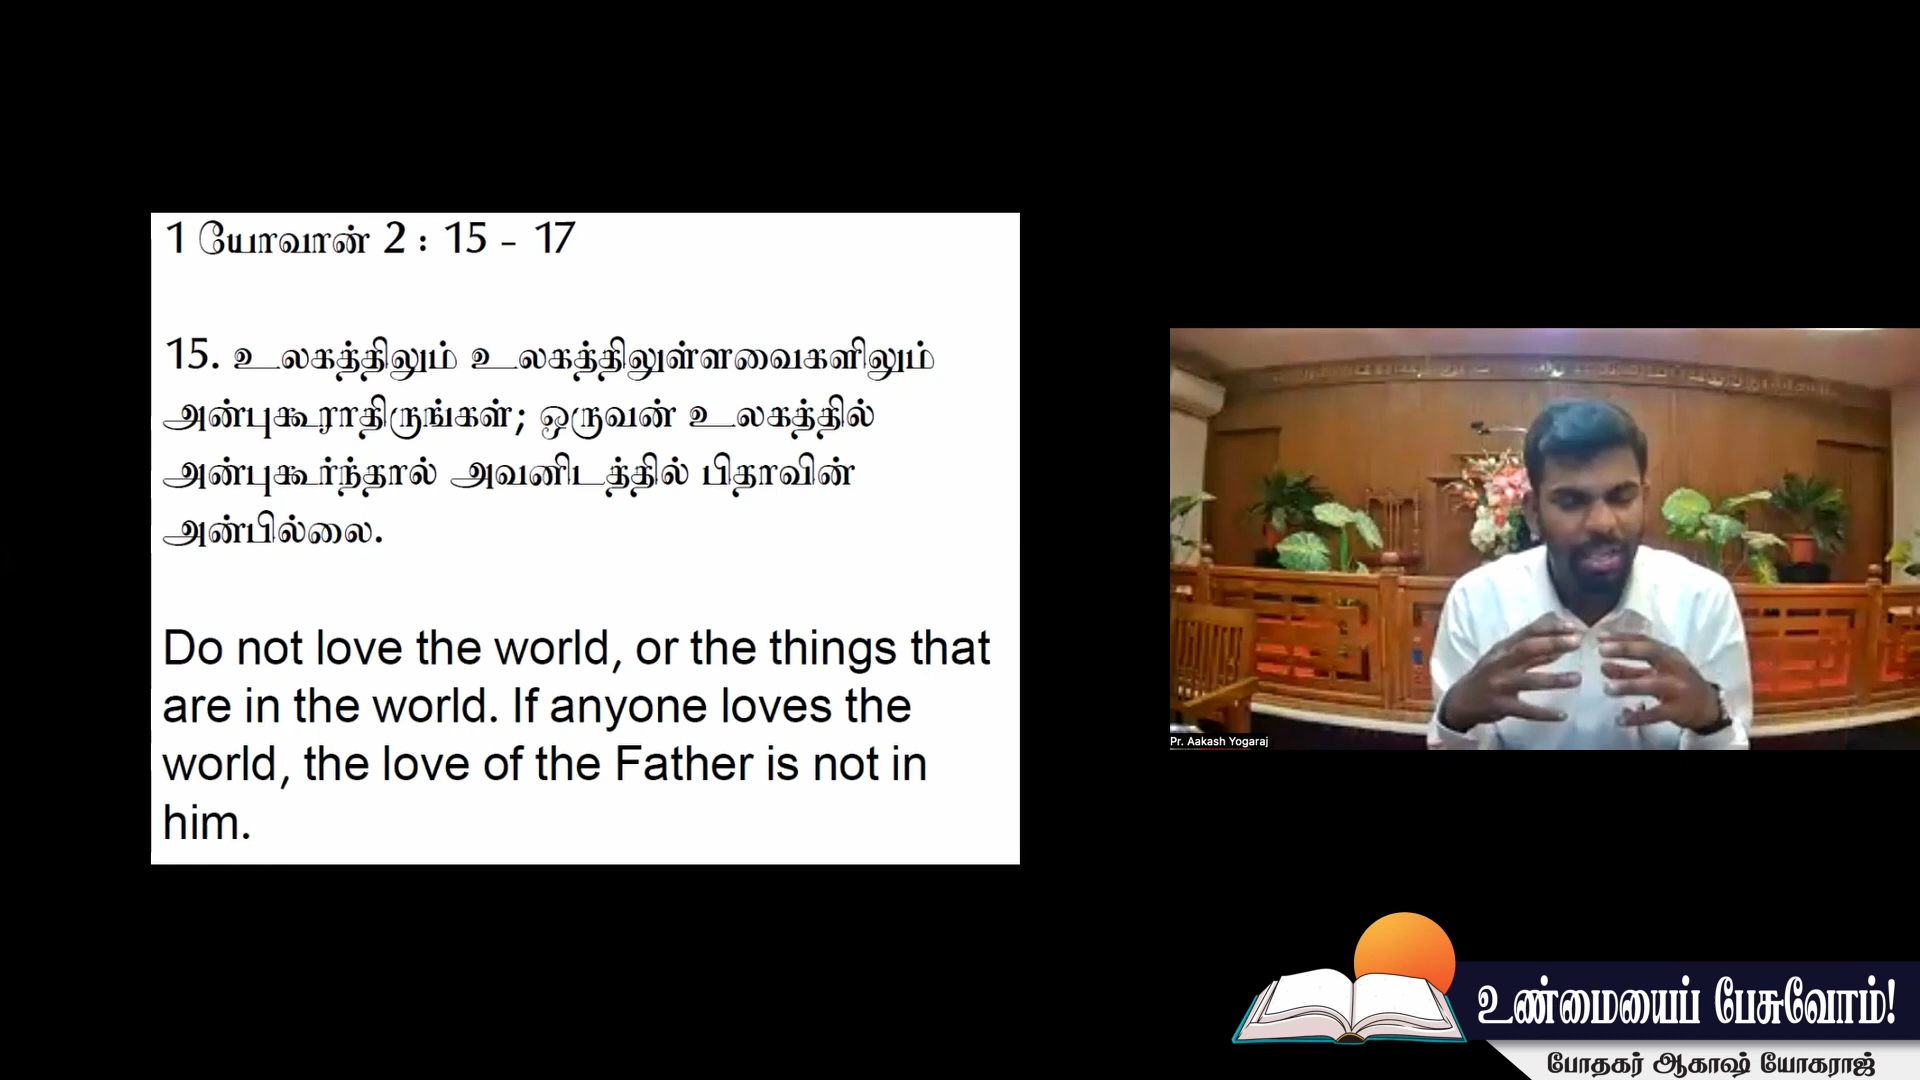 1 யோவான் 2 : 15 - 17
15. உலகத்திலும் உலகத்திலுள்ளவைகளிலும்
அன்புகூராதிருங்கள்; ஒருவன் உலகத்தில்
அன்புகூர்ந்தால் அவனிடத்தில் பிதாவின்
அன்பில்லை.
Do not love the world, or the things that
are in the world. If anyone loves the
world, the love of the Father is not in
him.
Pr. Aakash Yogaraj
உண்மையைப் பேசுவோம்!
போதகர் ஆகாஷ் யோகராஜ்